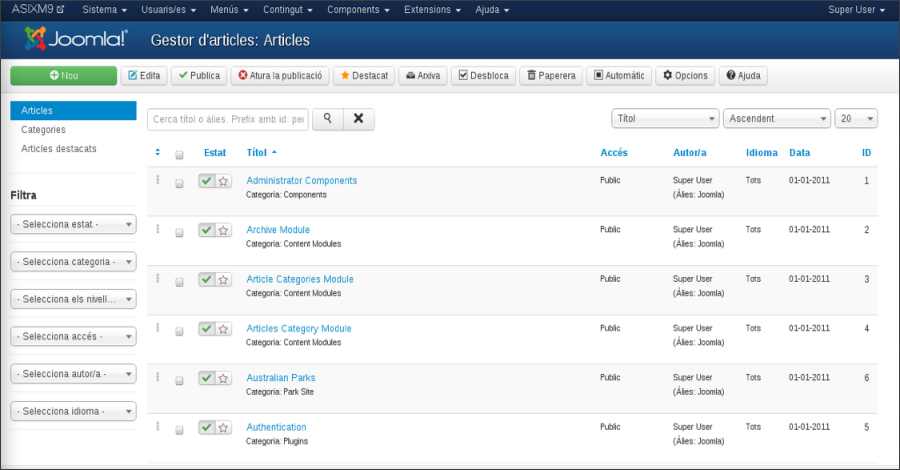 ASIXM9 Sistema Usuaris/es Menús Contingut Components Extensions Ajuda Super User
Joomla! Gestor d'articles: Articles
Nou Edita Publica Atura la publicació Destacat Arxiva Desbloca Paperera Automàtic Opcions Ajuda
Articles
Categories
Articles destacats
Filtra
- Selecciona estat -
- Selecciona categoria -
- Selecciona els nivell...
- Selecciona accés -
- Selecciona autor/a -
- Selecciona idioma -
Cerca títol o àlies. Prefix amb id: per
Títol Ascendent 20
Estat Títol Accés Autor/a Idioma Data ID
Administrator Components Public Super User Tots 01-01-2011 1
Categoria: Components (Álies: Joomla)
Archive Module Public Super User Tots 01-01-2011 2
Categoria: Content Modules (Álies: Joomla)
Article Categories Module Public Super User Tots 01-01-2011 3
Categoria: Content Modules (Álies: Joomla)
Articles Category Module Public Super User Tots 01-01-2011 4
Categoria: Content Modules (Álies: Joomla)
Australian Parks Public Super User Tots 01-01-2011 6
Categoria: Park Site (Álies: Joomla)
Authentication Public Super User Tots 01-01-2011 5
Categoria: Plugins (Álies: Joomla)